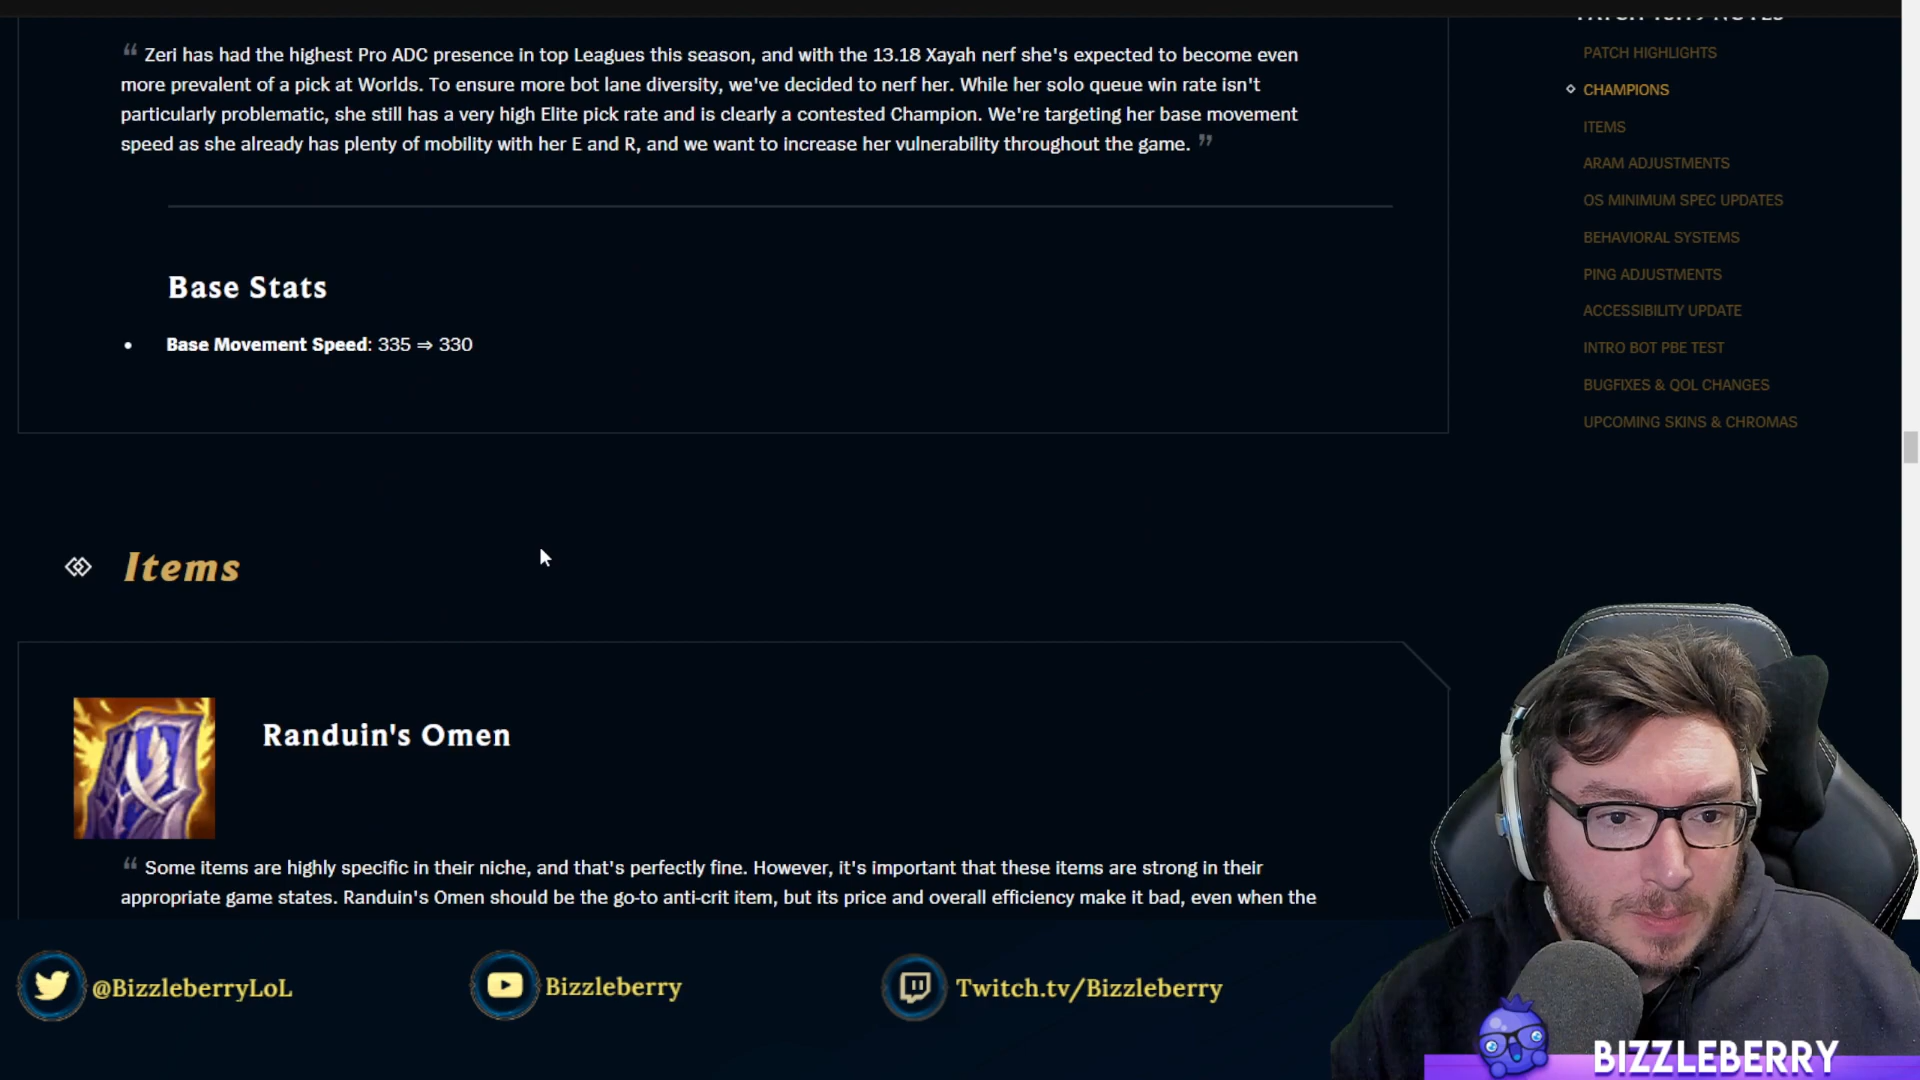 “ Zeri has had the highest Pro ADC presence in top Leagues this season, and with the 13.18 Xayah nerf she's expected to become even
more prevalent of a pick at Worlds. To ensure more bot lane diversity, we've decided to nerf her. While her solo queue win rate isn't
particularly problematic, she still has a very high Elite pick rate and is clearly a contested Champion. We're targeting her base movement
speed as she already has plenty of mobility with her E and R, and we want to increase her vulnerability throughout the game. ”
Base Stats
• Base Movement Speed: 335 ⇒ 330
Items
Randuin's Omen
“ Some items are highly specific in their niche, and that's perfectly fine. However, it's important that these items are strong in their
appropriate game states. Randuin's Omen should be the go-to anti-crit item, but its price and overall efficiency make it bad, even when the
PATCH 13.19 NOTES
PATCH HIGHLIGHTS
CHAMPIONS
ITEMS
ARAM ADJUSTMENTS
OS MINIMUM SPEC UPDATES
BEHAVIORAL SYSTEMS
PING ADJUSTMENTS
ACCESSIBILITY UPDATE
INTRO BOT PBE TEST
BUGFIXES & QOL CHANGES
UPCOMING SKINS & CHROMAS
@BizzleberryLoL
Bizzleberry
Twitch.tv/Bizzleberry
BIZZLEBERRY